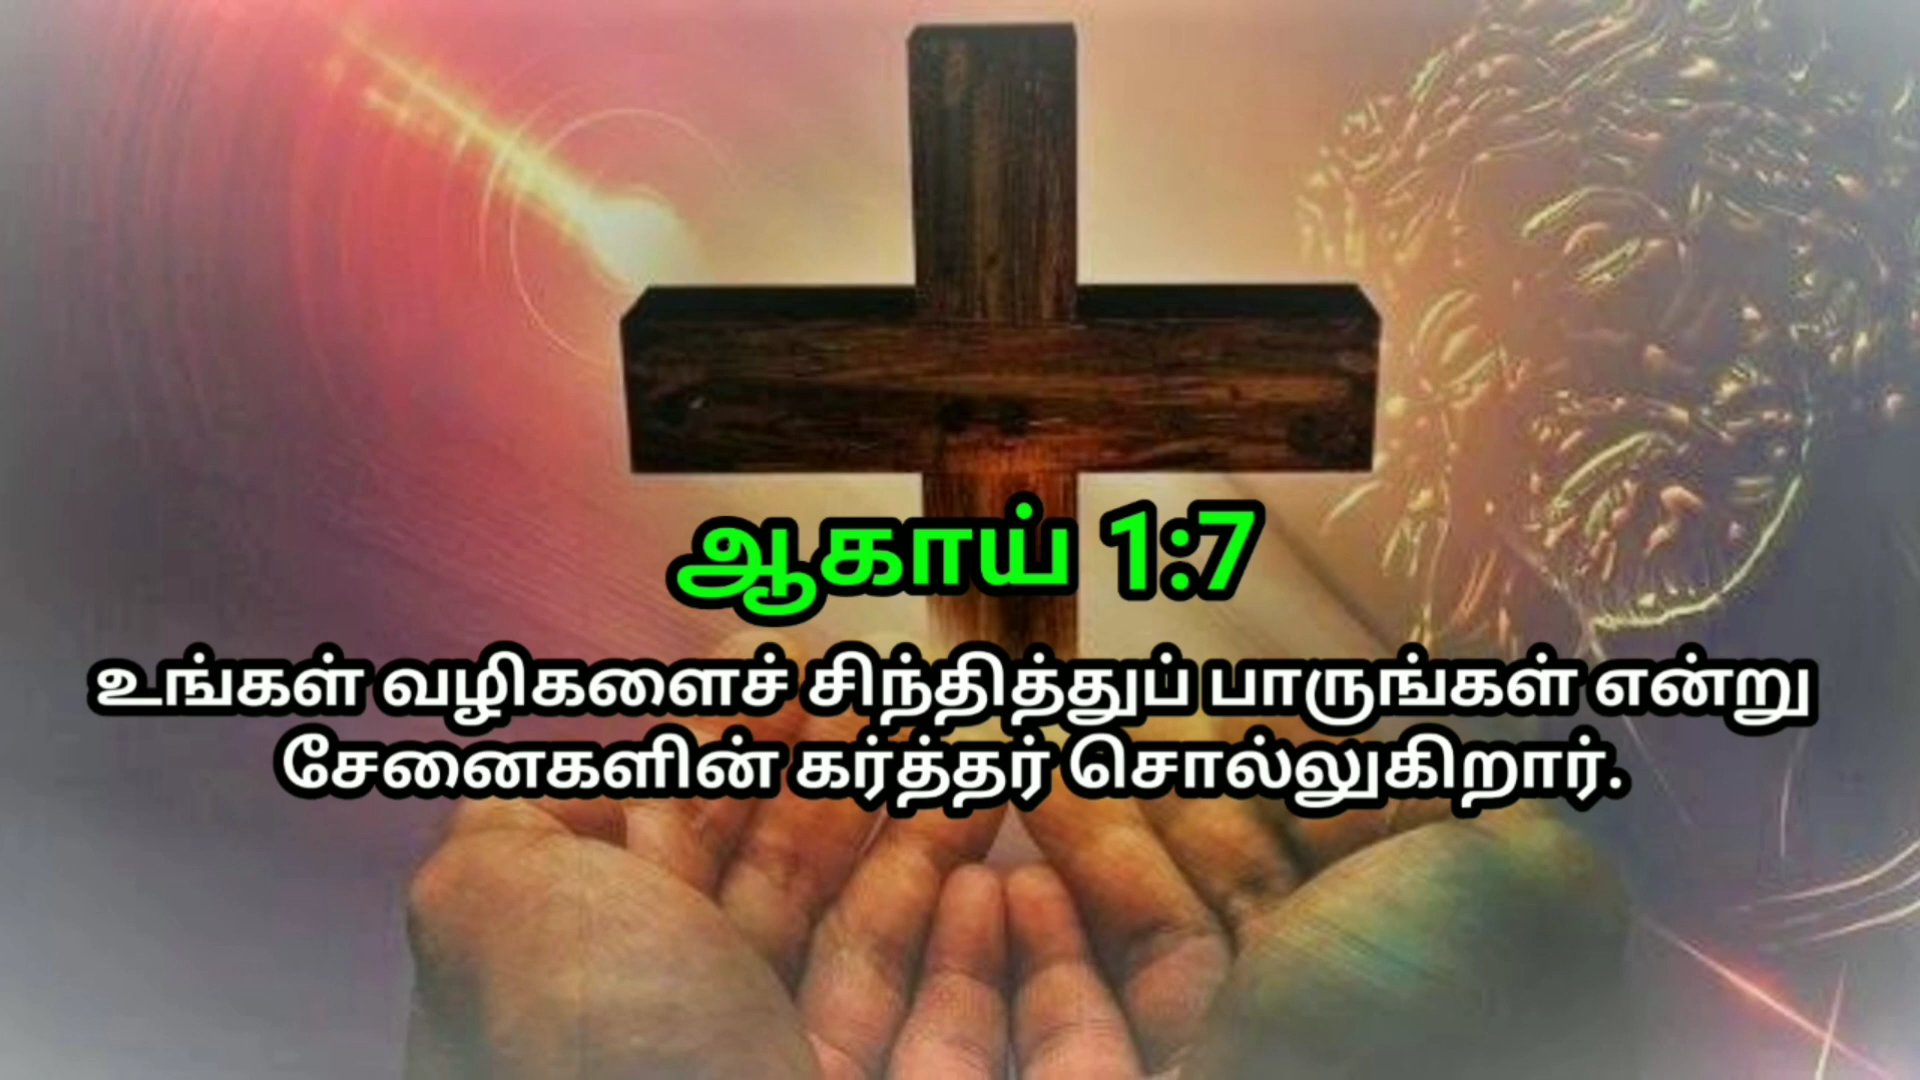 ஆகாய் 1:7
உங்கள் வழிகளைச் சிந்தித்துப் பாருங்கள் என்று
சேனைகளின் கர்த்தர் சொல்லுகிறார்.